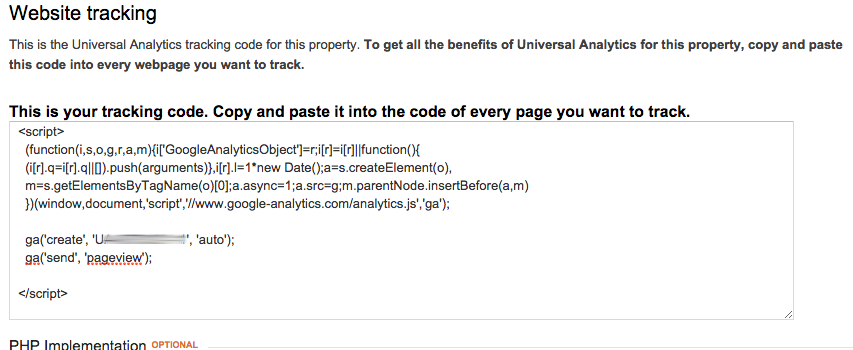 Website tracking
This is the Universal Analytics tracking code for this property. To get all the benefits of Universal Analytics for this property, copy and paste
this code into every webpage you want to track.
This is your tracking code. Copy and paste it into the code of every page you want to track.
<script>
(function(i,s,o,g,r,a,m){i['GoogleAnalyticsObject']=r;i[r]=i[r]||function(){
(i[r].q=i[r].q||[]).push(arguments)},i[r].l=1*new Date();a=s.createElement(o),
m=s.getElementsByTagName(o)[0];a.async=1;a.src=g;m.parentNode.insertBefore(a,m)
})(window,document,'script','//www.google-analytics.com/analytics.js','ga');
ga('create', 'U', 'auto');
ga('send', 'pageview');
</script>
PHP Implementation OPTIONAL